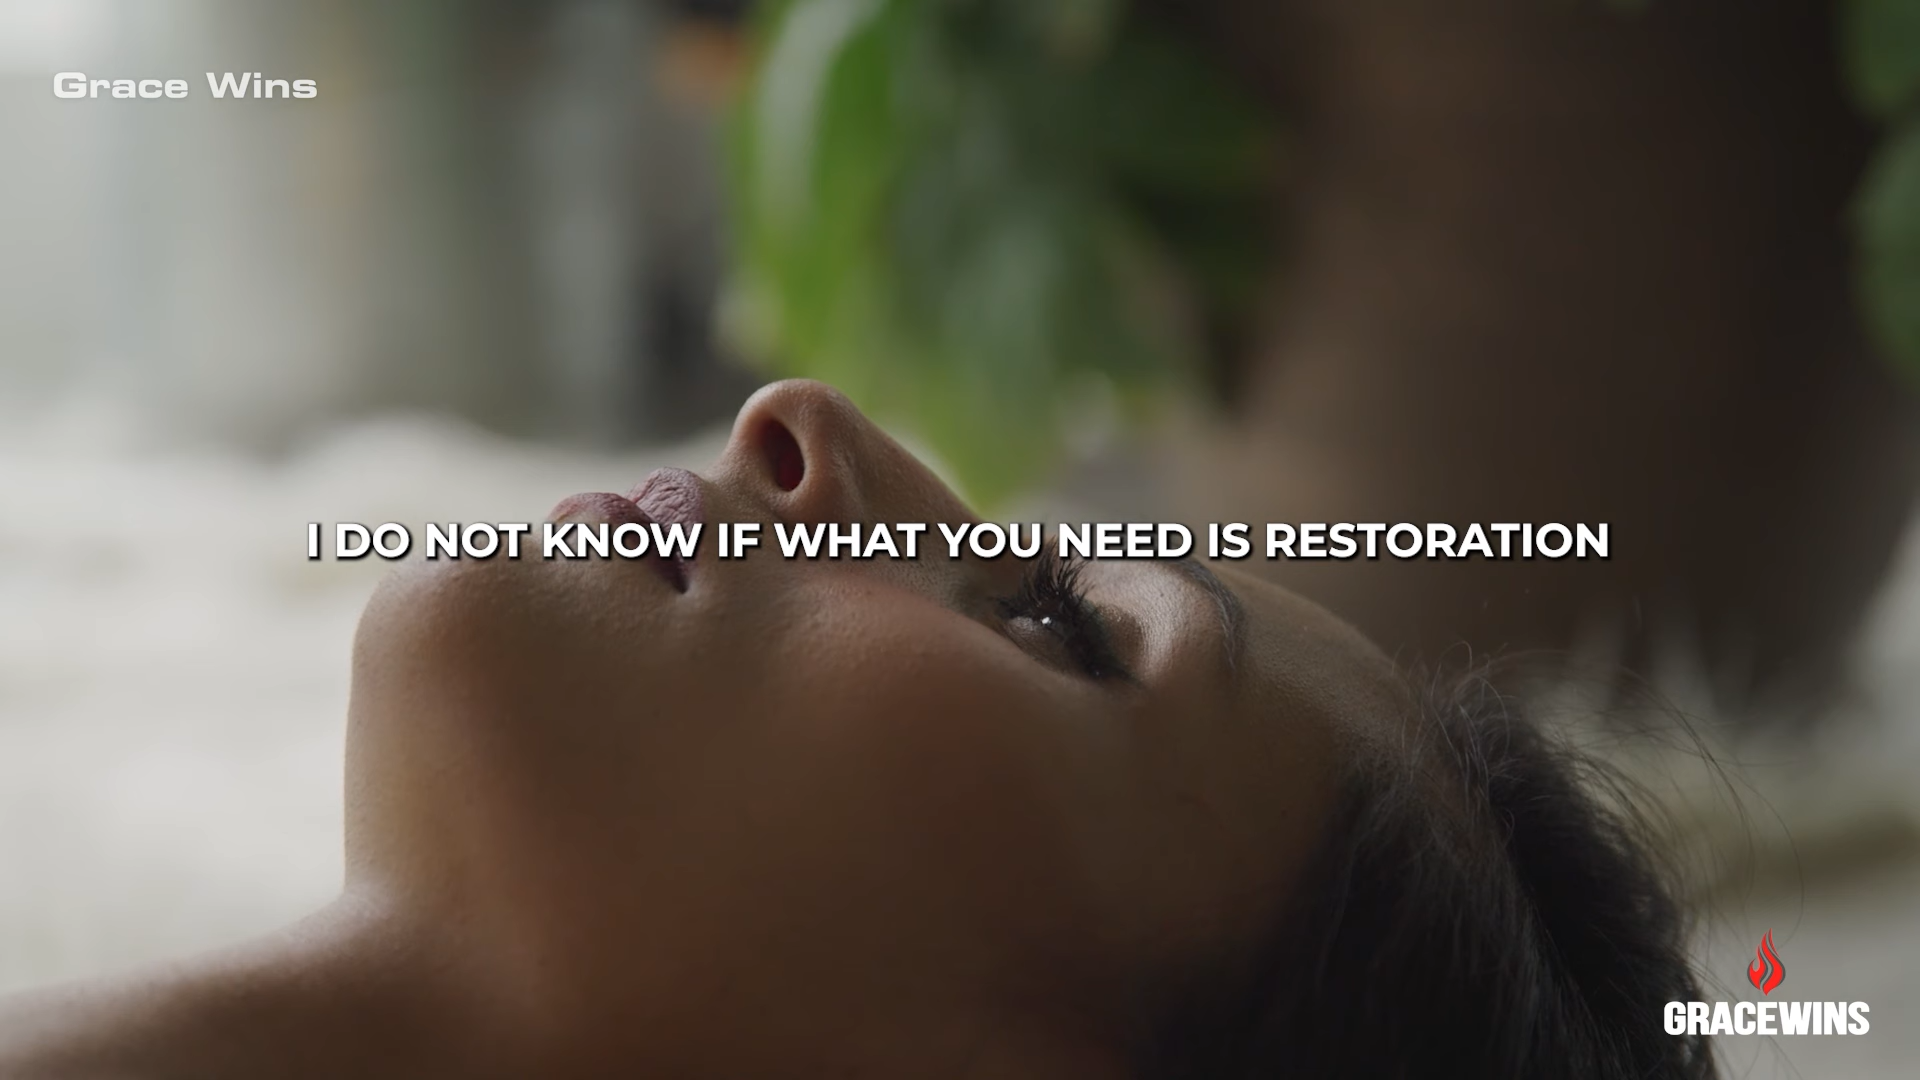 Grace Wins
I DO NOT KNOW IF WHAT YOU NEED IS RESTORATION
GRACEWINS